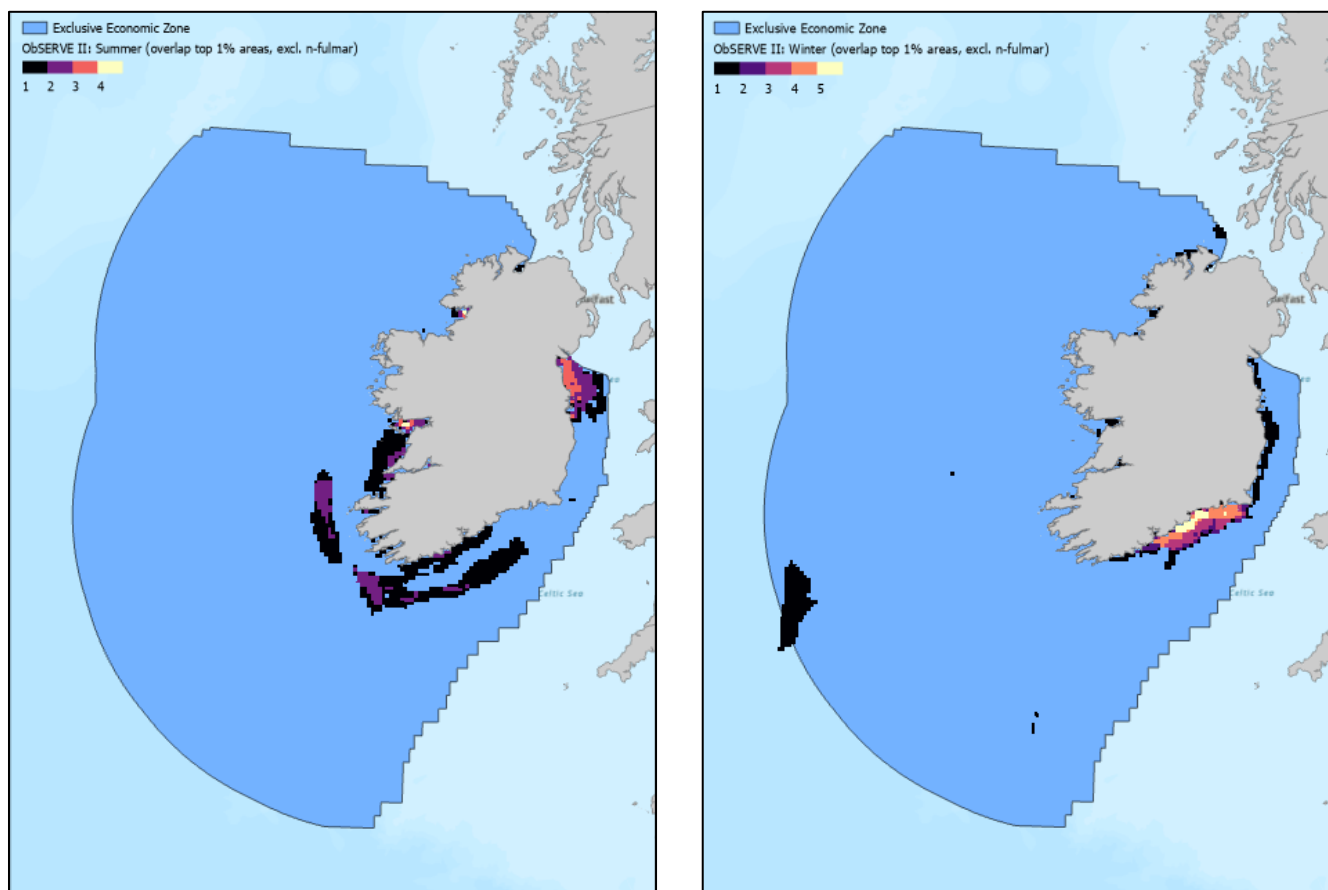 Exclusive Economic Zone
ObSERVE II: Summer (overlap top 1% areas, excl. n-fulmar)
1 2 3 4
Celtic Sea
Exclusive Economic Zone
ObSERVE II: Winter (overlap top 1% areas, excl. n-fulmar)
1 2 3 4 5
Celtic Sea